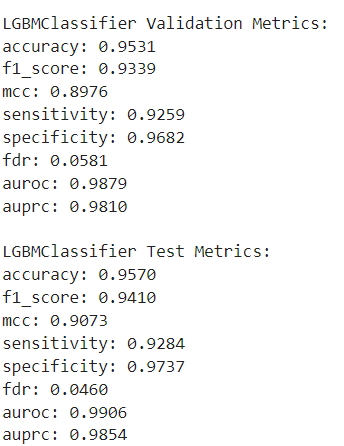 LGBMClassifier Validation Metrics:
accuracy: 0.9531
f1_score: 0.9339
mcc: 0.8976
sensitivity: 0.9259
specificity: 0.9682
fdr: 0.0581
auroc: 0.9879
auprc: 0.9810
LGBMClassifier Test Metrics:
accuracy: 0.9570
f1_score: 0.9410
mcc: 0.9073
sensitivity: 0.9284
specificity: 0.9737
fdr: 0.0460
auroc: 0.9906
auprc: 0.9854